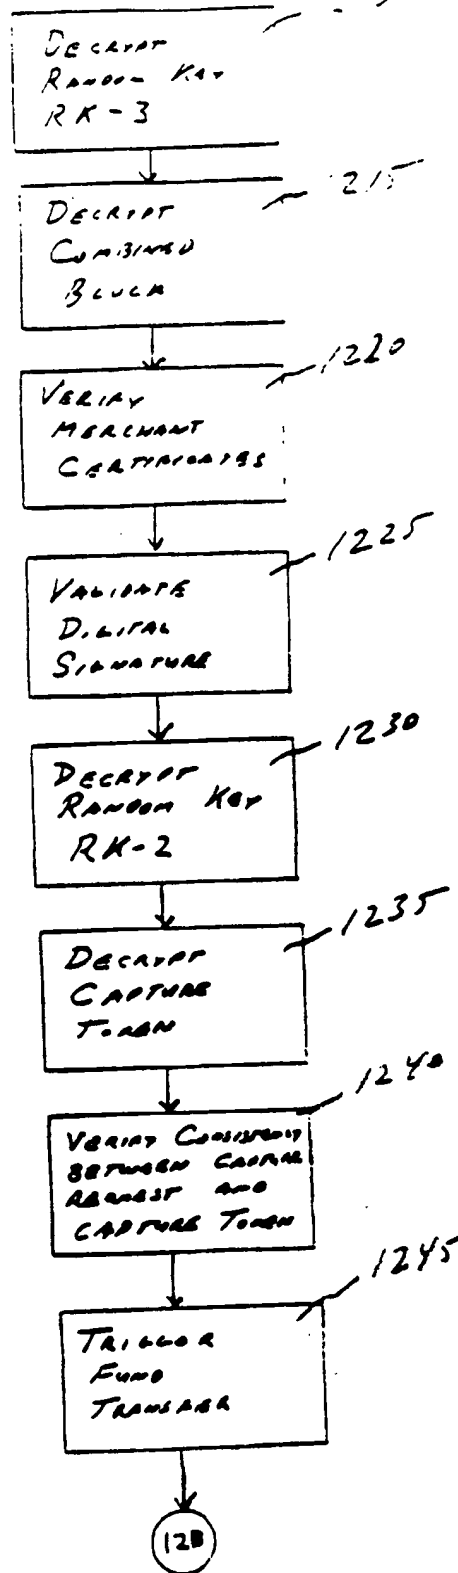 DECRYPT
RANDOM KEY
RK-3
1215
DECRYPT
COMBINED
BLOCK
1220
VERIFY
MERCHANT
CERTIFICATES
1225
VALIDATE
DIGITAL
SIGNATURE
1230
DECRYPT
RANDOM KEY
RK-2
1235
DECRYPT
CAPTURE
TOKEN
1240
VERIFY CONSISTENCY
BETWEEN CAPTURE
REQUEST AND
CAPTURE TOKEN
1245
TRIGGOR
FUND
TRANSFER
12B